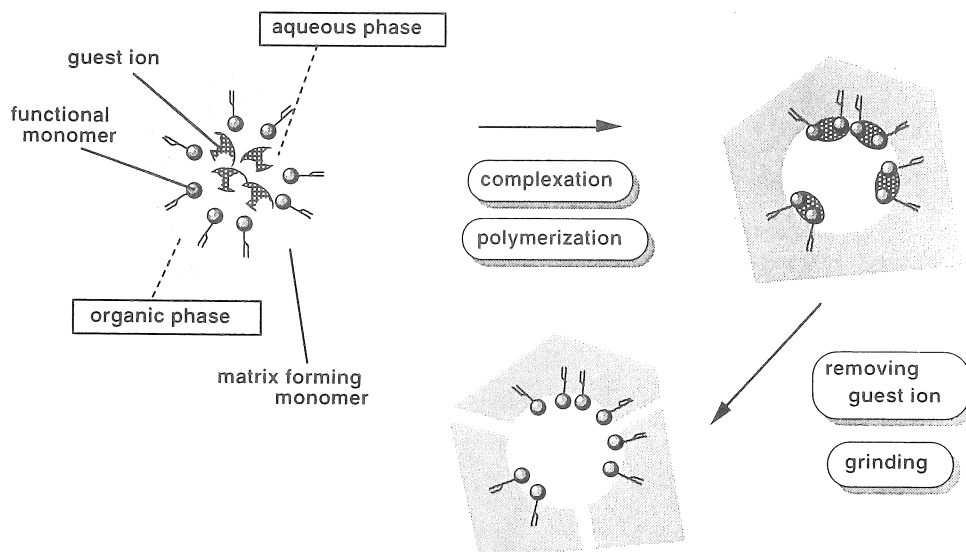 aqueous phase
guest ion
functional
monomer
complexation
polymerization
organic phase
matrix forming
monomer
removing
guest ion
grinding